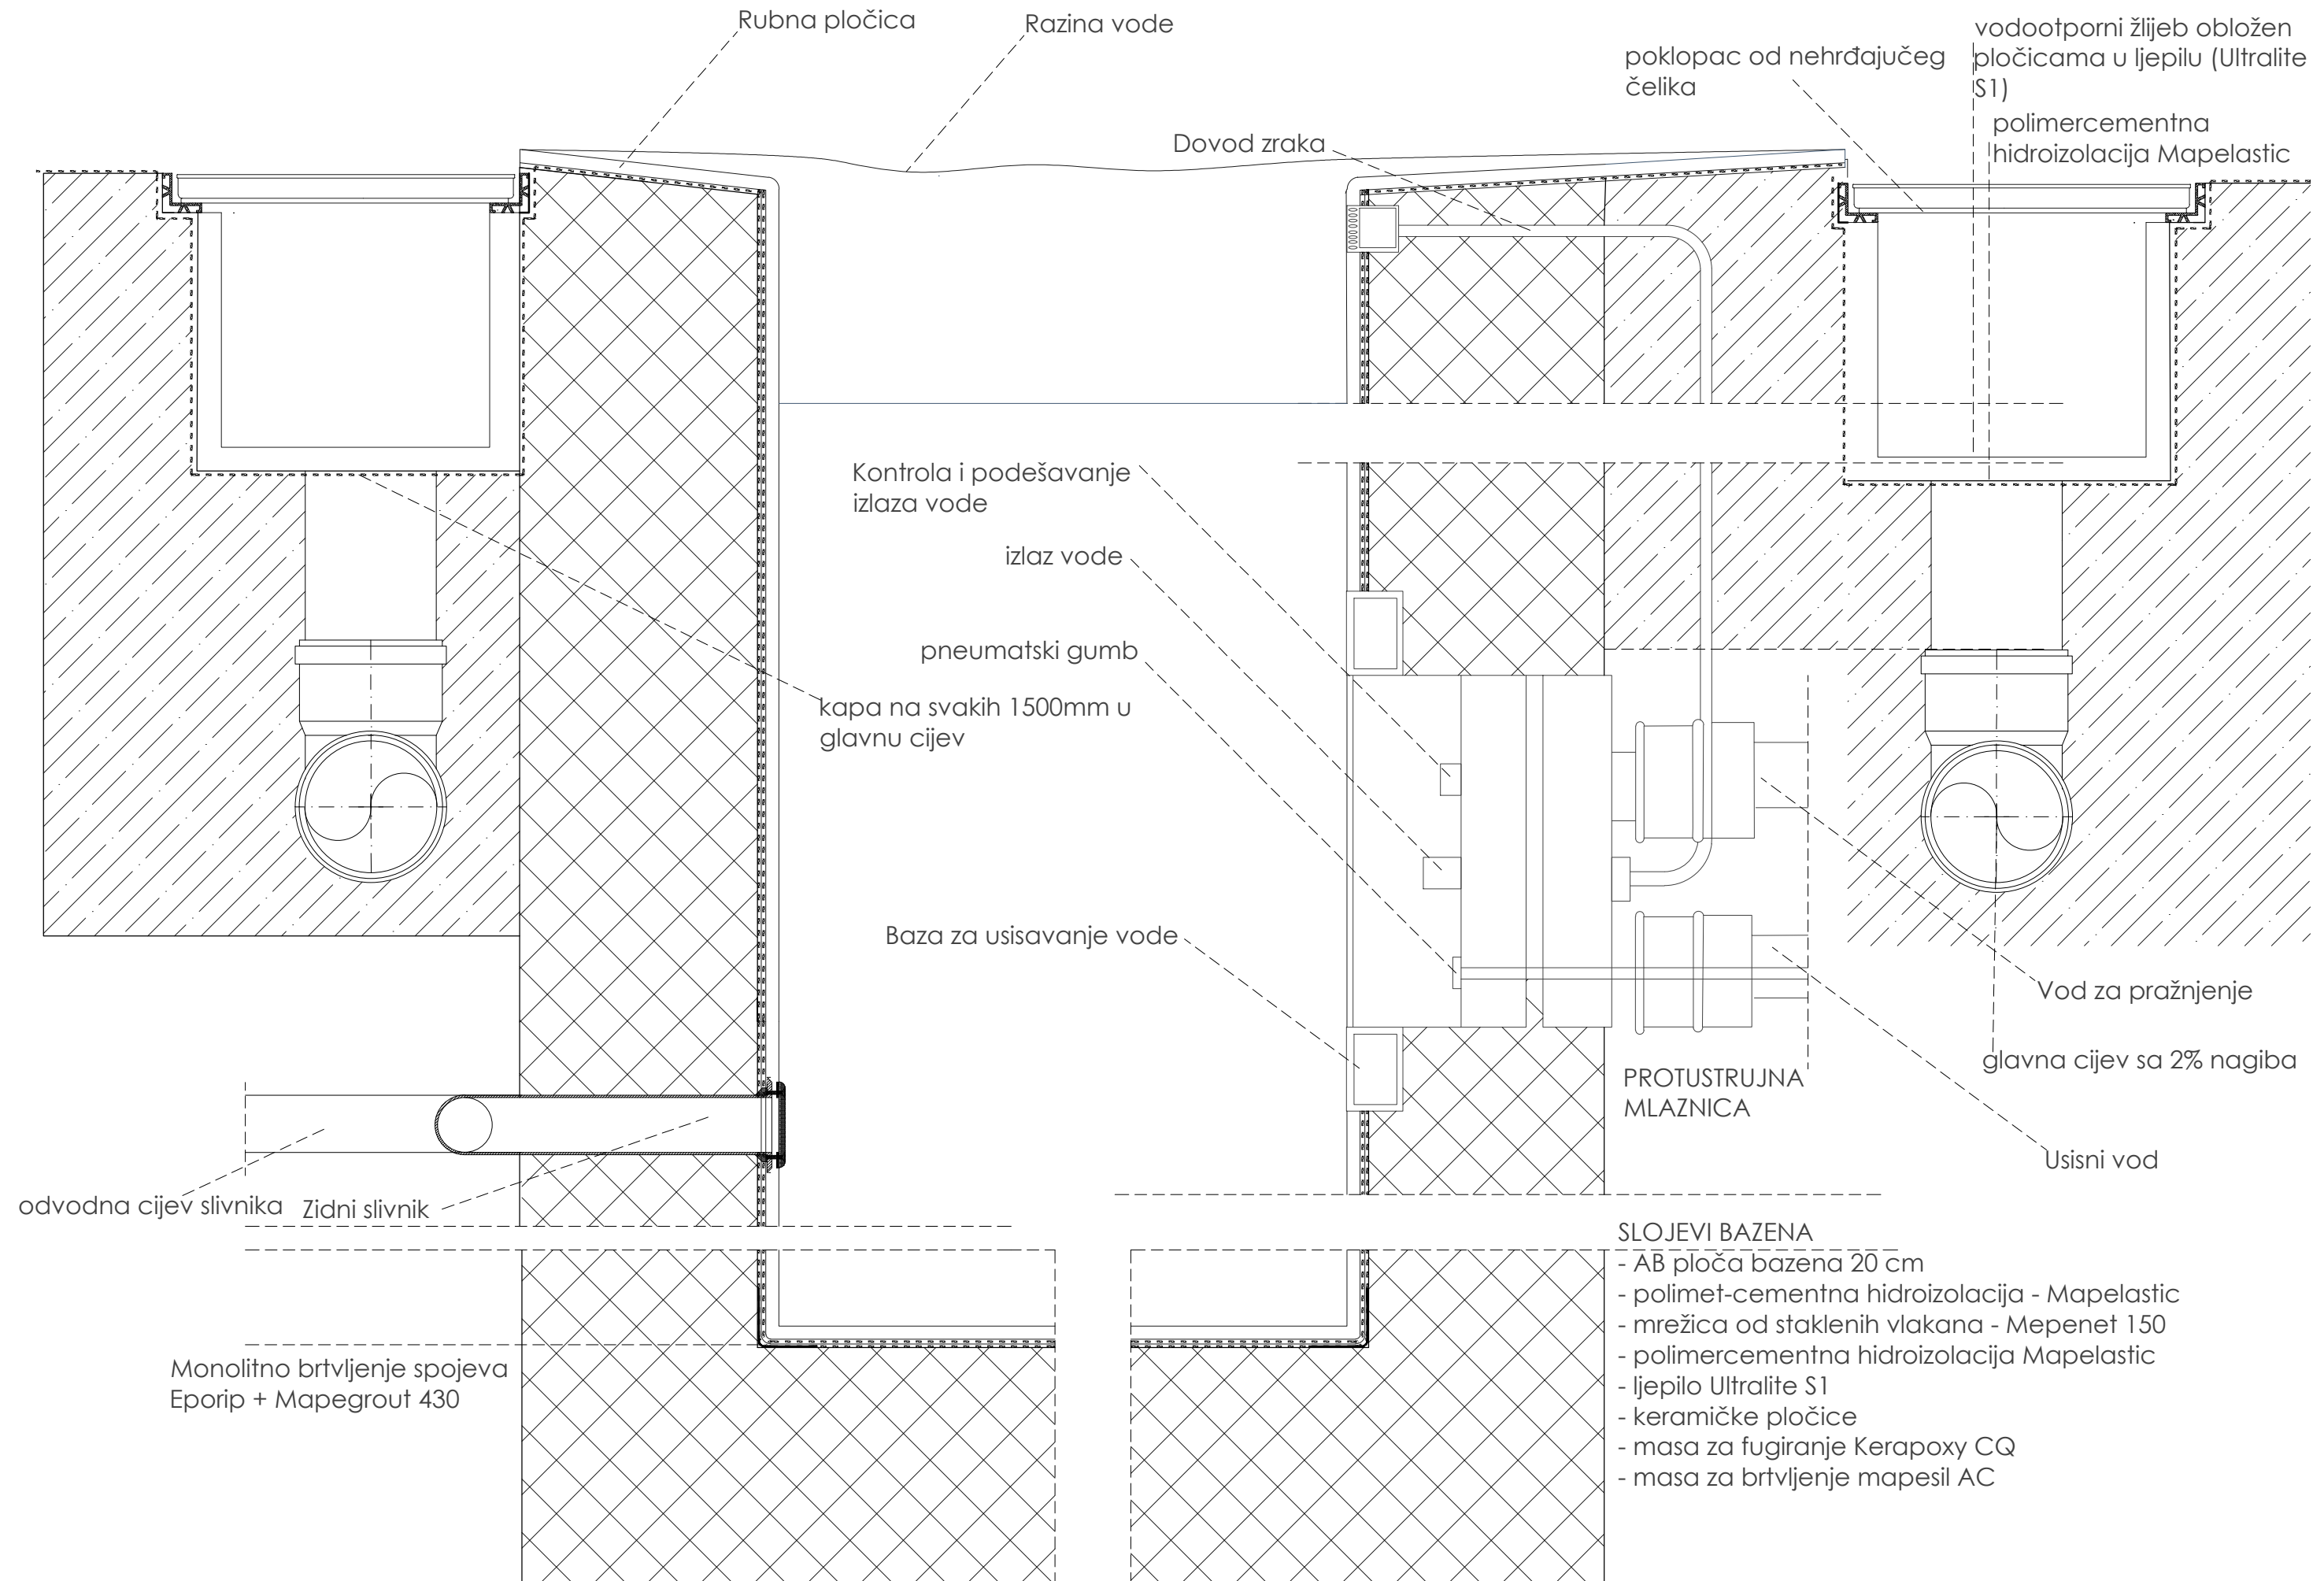 Rubna pločica
Razina vode
vodootporni žlijeb obložen
pločicama u ljepilu (Ultralite
S1)
poklopac od nehrđajučeg
čelika
polimercementna
hidroizolacija Mapelastic
Dovod zraka
Kontrola i podešavanje
izlaza vode
izlaz vode
pneumatski gumb
kapa na svakih 1500mm u
glavnu cijev
Baza za usisavanje vode
Vod za pražnjenje
glavna cijev sa 2% nagiba
PROTUSTRUJNA
MLAZNICA
Usisni vod
odvodna cijev slivnika
Zidni slivnik
SLOJEVI BAZENA
- AB ploča bazena 20 cm
- polimet-cementna hidroizolacija - Mapelastic
- mrežica od staklenih vlakana - Mepenet 150
- polimercementna hidroizolacija Mapelastic
- ljepilo Ultralite S1
- keramičke pločice
- masa za fugiranje Kerapoxy CQ
- masa za brtvljenje mapesil AC
Monolitno brtvljenje spojeva
Eporip + Mapegrout 430